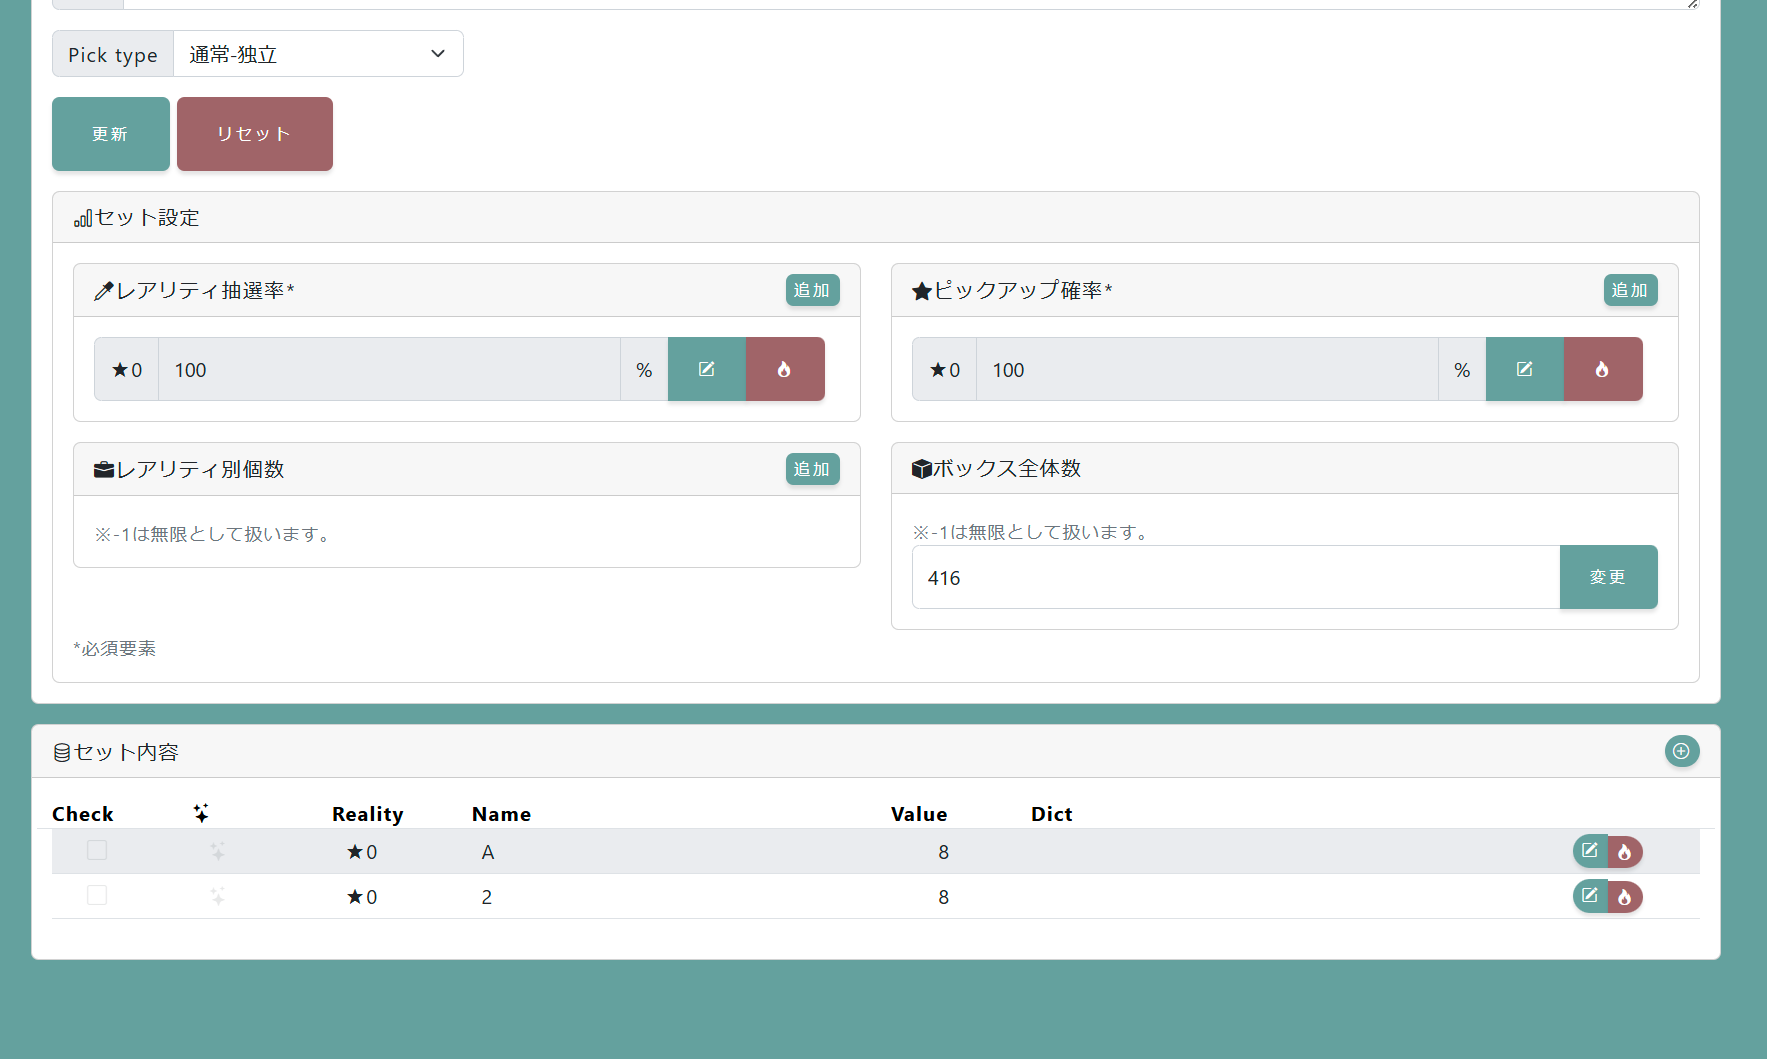 Pick type 通常-独立
更新 リセット
セット設定
レアリティ抽選率* 追加
★0 100 %
ピックアップ確率* 追加
★0 100 %
レアリティ別個数 追加
※-1は無限として扱います。
ボックス全体数
※-1は無限として扱います。
416 変更
*必須要素
セット内容
Check Reality Name Value Dict
★0 A 8
★0 2 8